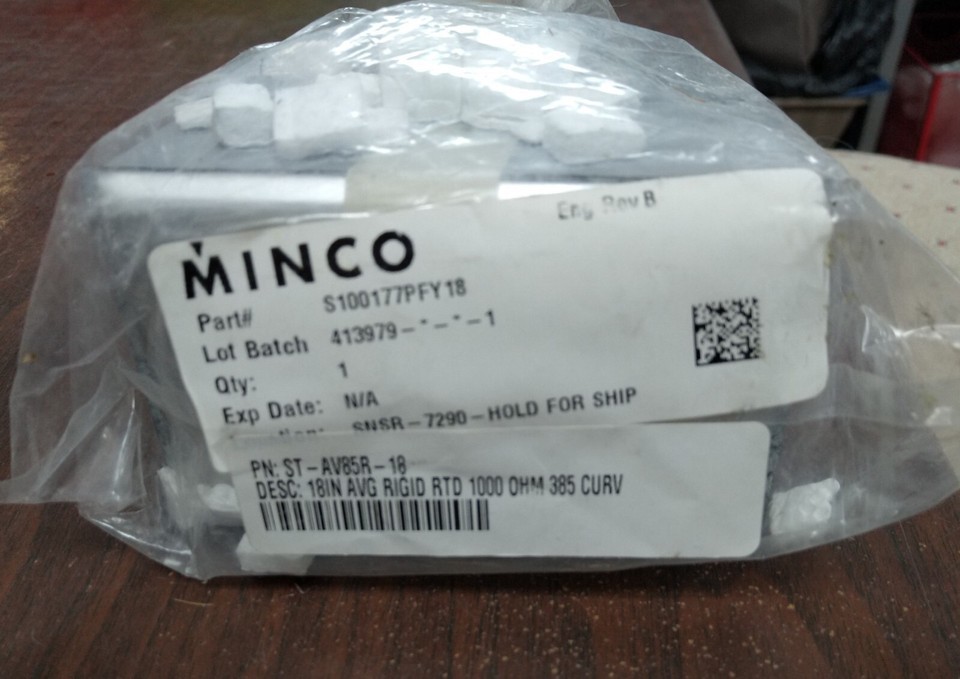 Eng Rev B
MINCO
Part# S100177PFY18
Lot Batch 413979-*-*-1
Qty: 1
Exp Date: N/A
SNSR-7290-HOLD FOR SHIP
PN: ST-AV85R-18
DESC: 18IN AVG RIGID RTD 1000 OHM 385 CURV